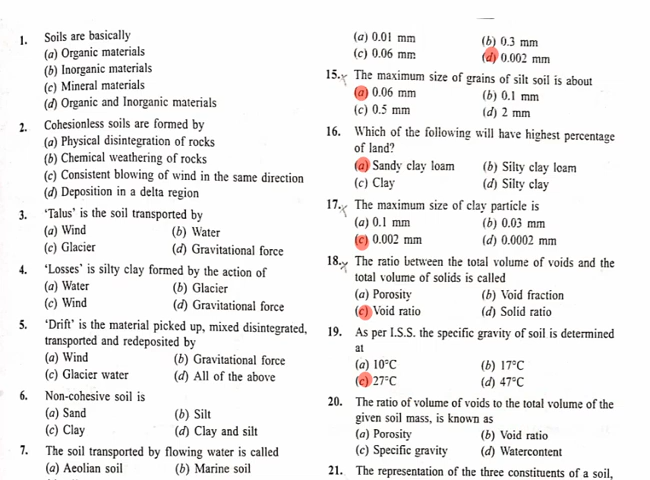 1. Soils are basically
(a) Organic materials
(b) Inorganic materials
(c) Mineral materials
(d) Organic and Inorganic materials
2. Cohesionless soils are formed by
(a) Physical disintegration of rocks
(b) Chemical weathering of rocks
(c) Consistent blowing of wind in the same direction
(d) Deposition in a delta region
3. ‘Talus’ is the soil transported by
(a) Wind (b) Water
(c) Glacier (d) Gravitational force
4. ‘Losses’ is silty clay formed by the action of
(a) Water (b) Glacier
(c) Wind (d) Gravitational force
5. ‘Drift’ is the material picked up, mixed disintegrated,
transported and redeposited by
(a) Wind (b) Gravitational force
(c) Glacier water (d) All of the above
6. Non-cohesive soil is
(a) Sand (b) Silt
(c) Clay (d) Clay and silt
7. The soil transported by flowing water is called
(a) Aeolian soil (b) Marine soil
(a) 0.01 mm (b) 0.3 mm
(c) 0.06 mm (d) 0.002 mm
15. The maximum size of grains of silt soil is about
(a) 0.06 mm (b) 0.1 mm
(c) 0.5 mm (d) 2 mm
16. Which of the following will have highest percentage
of land?
(a) Sandy clay loam (b) Silty clay loam
(c) Clay (d) Silty clay
17. The maximum size of clay particle is
(a) 0.1 mm (b) 0.03 mm
(c) 0.002 mm (d) 0.0002 mm
18. The ratio between the total volume of voids and the
total volume of solids is called
(a) Porosity (b) Void fraction
(c) Void ratio (d) Solid ratio
19. As per I.S.S. the specific gravity of soil is determined
at
(a) 10°C (b) 17°C
(c) 27°C (d) 47°C
20. The ratio of volume of voids to the total volume of the
given soil mass, is known as
(a) Porosity (b) Void ratio
(c) Specific gravity (d) Watercontent
21. The representation of the three constituents of a soil,